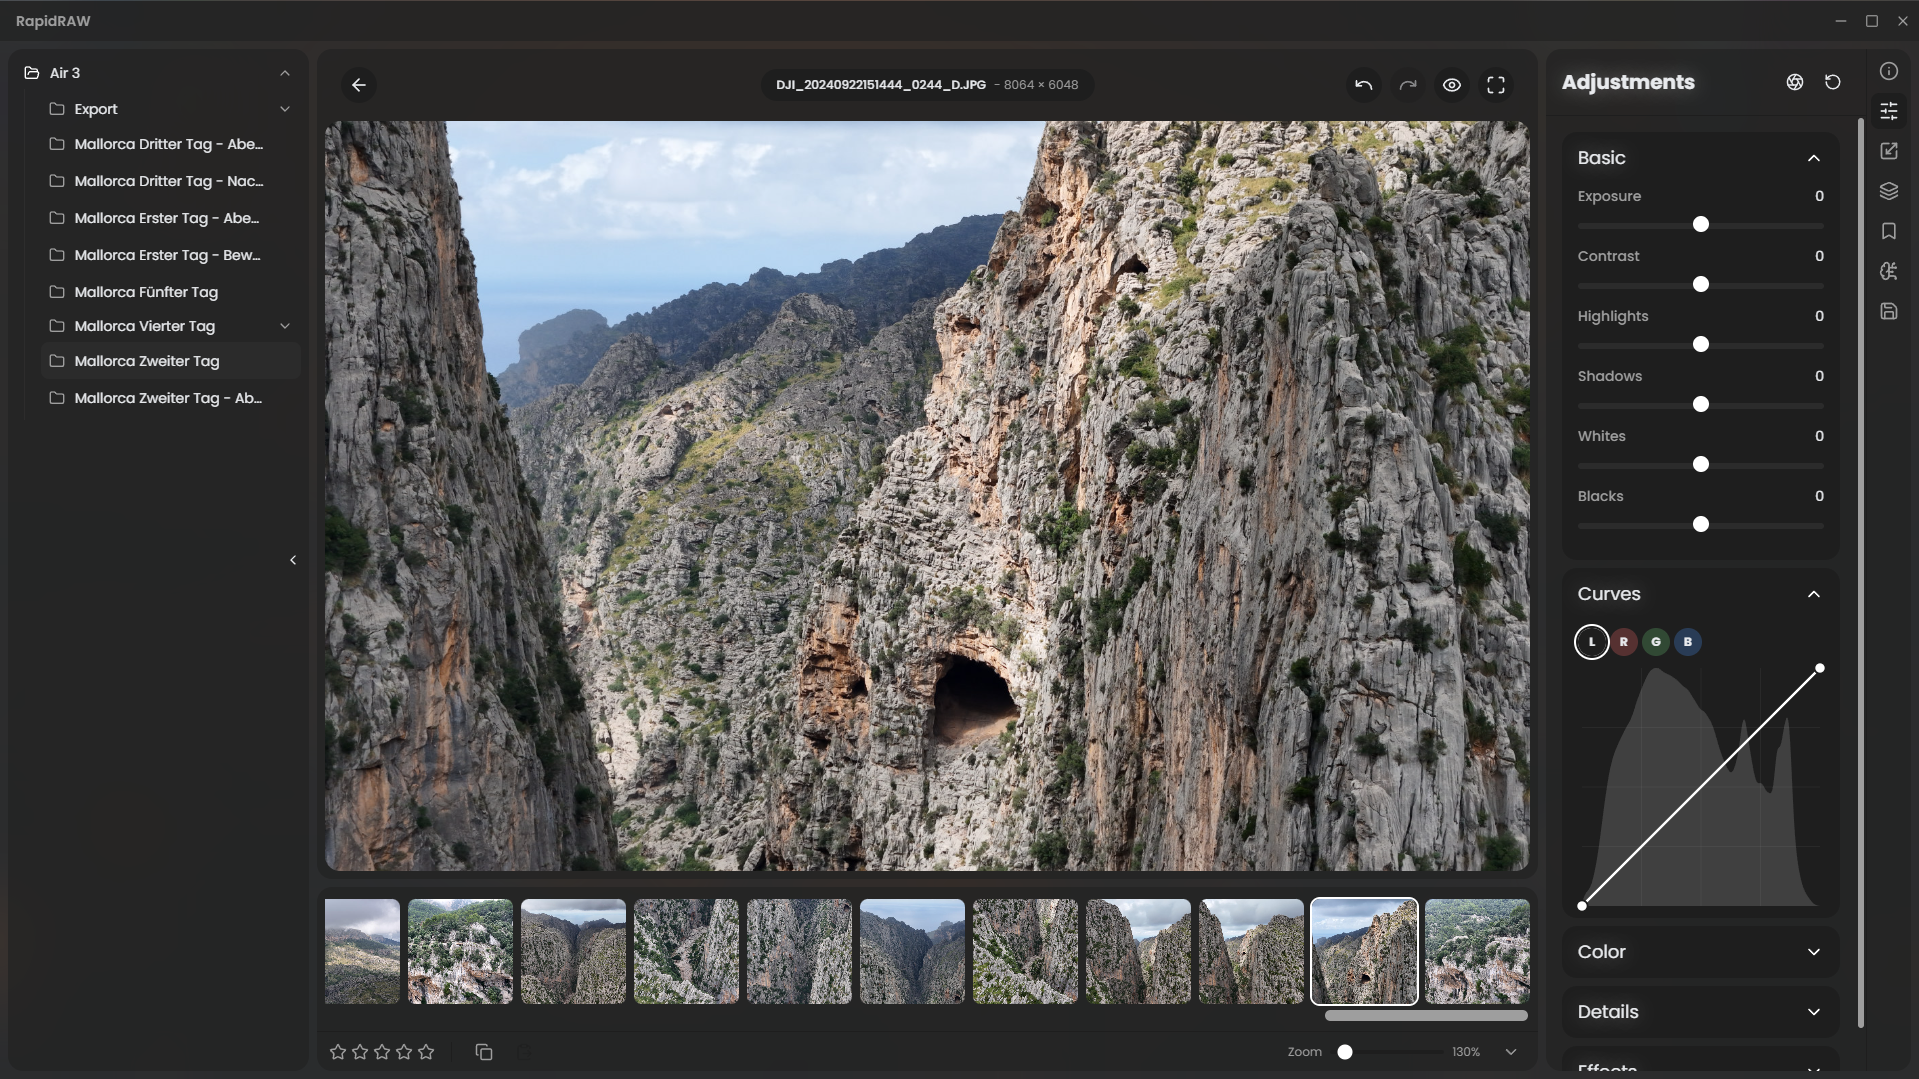 RapidRAW
Air 3
Export
Mallorca Dritter Tag - Abe...
Mallorca Dritter Tag - Nac...
Mallorca Erster Tag - Abe...
Mallorca Erster Tag - Bew...
Mallorca Fünfter Tag
Mallorca Vierter Tag
Mallorca Zweiter Tag
Mallorca Zweiter Tag - Ab...
DJI_20240922151444_0244_D.JPG - 8064 × 6048
Zoom 130%
Adjustments
Basic
Exposure 0
Contrast 0
Highlights 0
Shadows 0
Whites 0
Blacks 0
Curves
L R G B
Color
Details
Effects